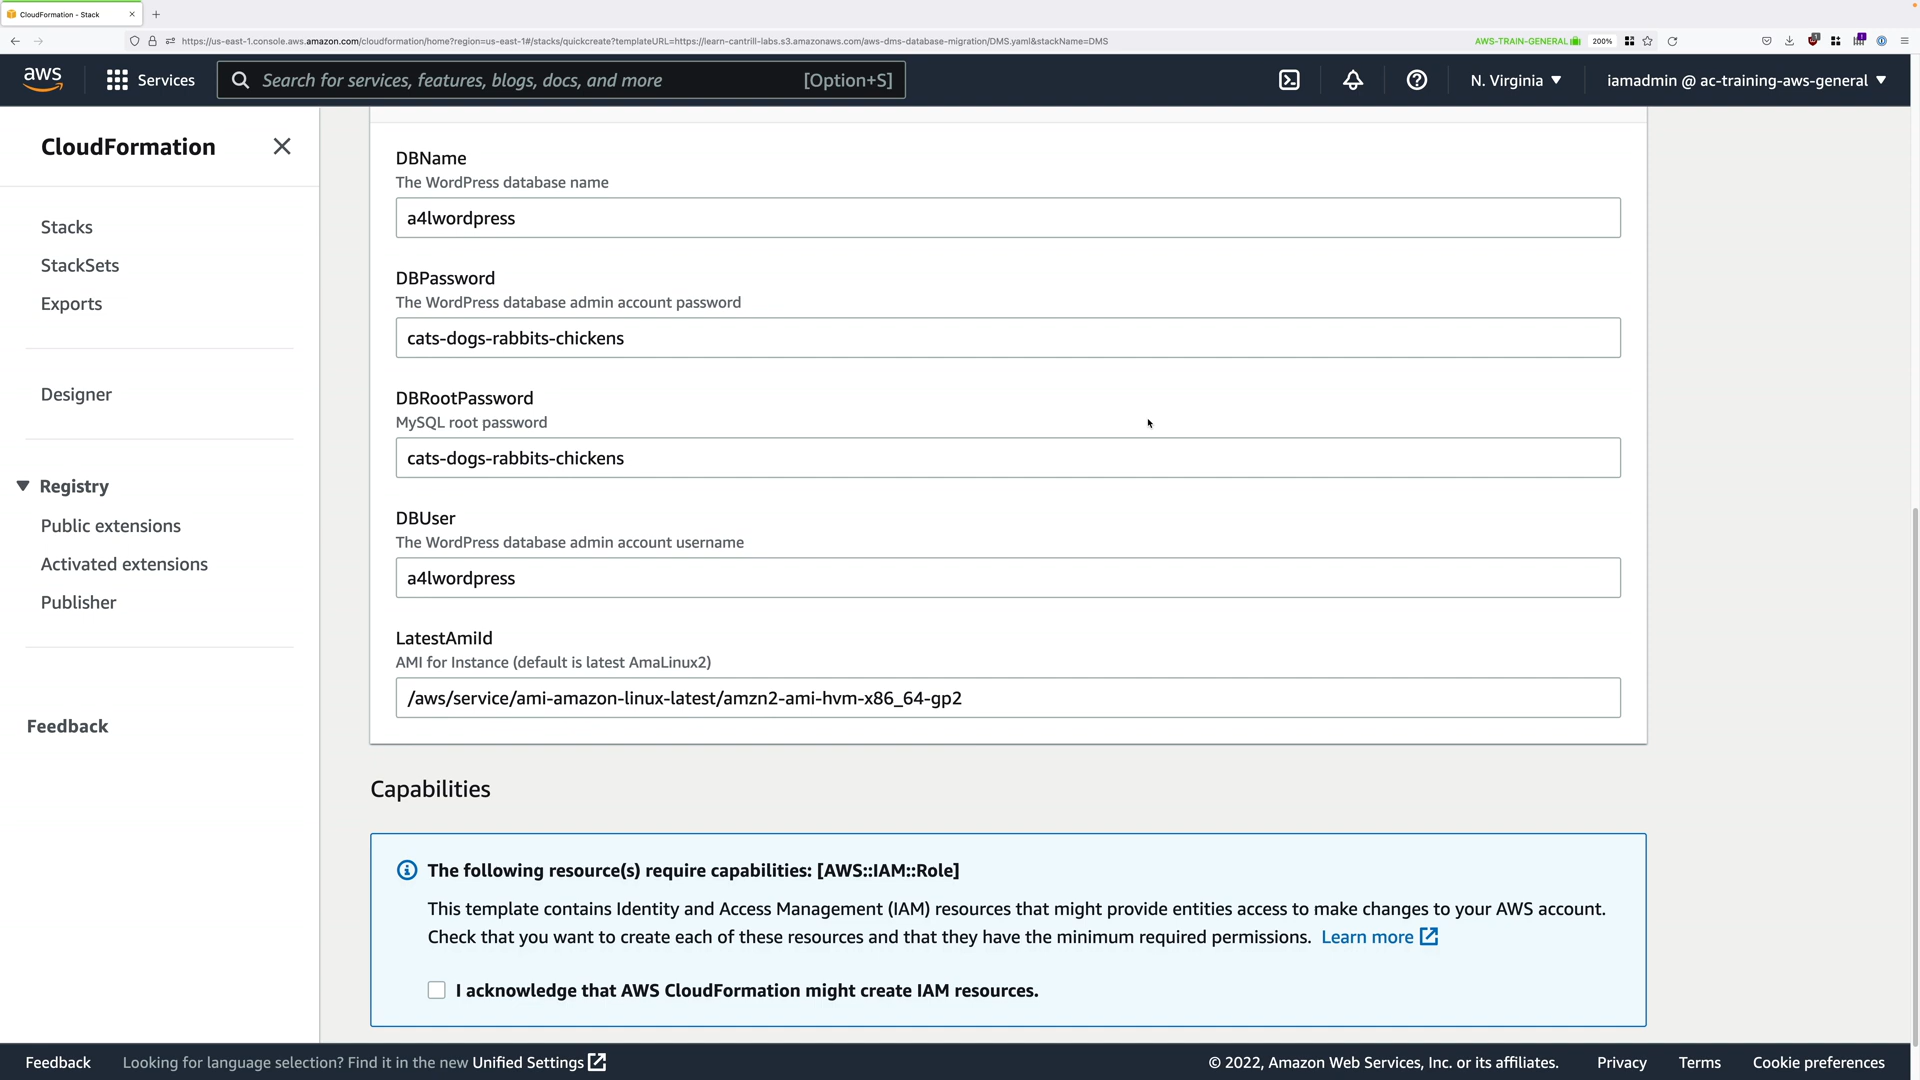 CloudFormation - Stack
https://us-east-1.console.aws.amazon.com/cloudformation/home?region=us-east-1#/stacks/quickcreate?templateURL=https://learn-cantrill-labs.s3.amazonaws.com/aws-dms-database-migration/DMS.yaml&stackName=DMS
AWS-TRAIN-GENERAL
200%
aws
Services
Search for services, features, blogs, docs, and more
[Option+S]
N. Virginia
iamadmin @ ac-training-aws-general
CloudFormation
Stacks
StackSets
Exports
Designer
Registry
Public extensions
Activated extensions
Publisher
Feedback
DBName
The WordPress database name
a4lwordpress
DBPassword
The WordPress database admin account password
cats-dogs-rabbits-chickens
DBRootPassword
MySQL root password
cats-dogs-rabbits-chickens
DBUser
The WordPress database admin account username
a4lwordpress
LatestAmiId
AMI for Instance (default is latest AmaLinux2)
/aws/service/ami-amazon-linux-latest/amzn2-ami-hvm-x86_64-gp2
Capabilities
The following resource(s) require capabilities: [AWS::IAM::Role]
This template contains Identity and Access Management (IAM) resources that might provide entities access to make changes to your AWS account.
Check that you want to create each of these resources and that they have the minimum required permissions. Learn more
I acknowledge that AWS CloudFormation might create IAM resources.
Feedback
Looking for language selection? Find it in the new Unified Settings
© 2022, Amazon Web Services, Inc. or its affiliates.
Privacy
Terms
Cookie preferences